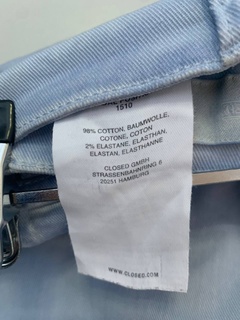 1510
98% COTTON, BAUMWOLLE,
COTONE, COTON
2% ELASTANE, ELASTHAN,
ELASTAN, ELASTHANNE
CLOSED GMBH
STRASSENBAHNRING 6
20251 HAMBURG
WWW.CLOSED.COM